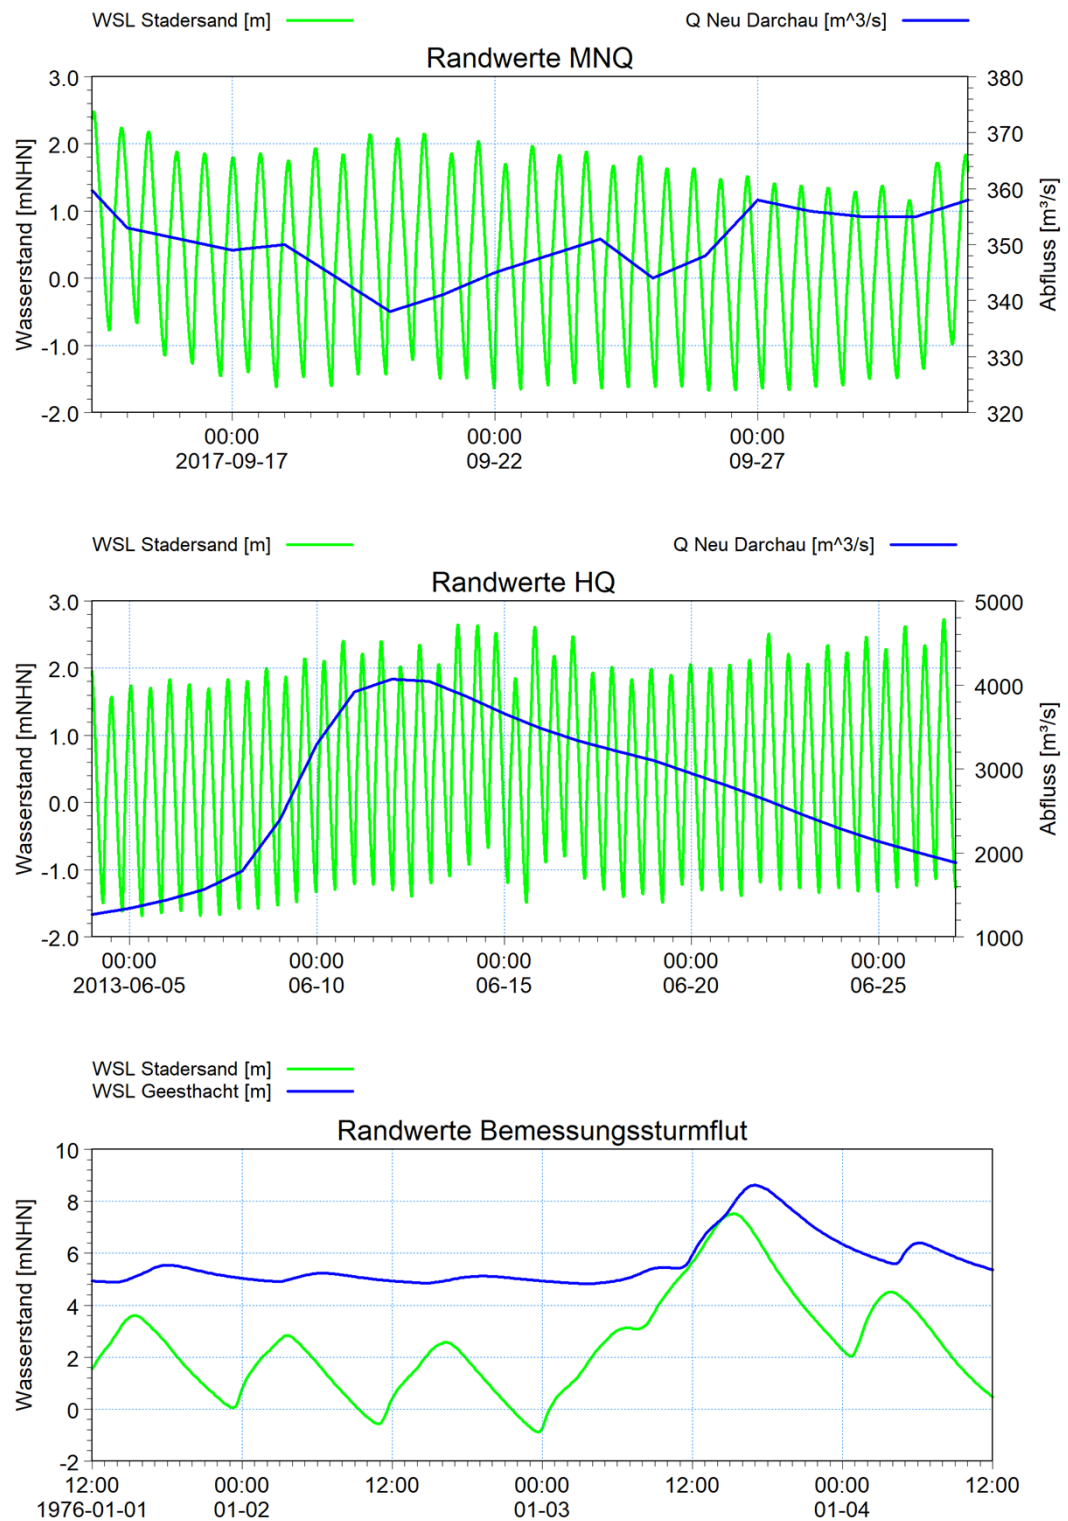 WSL Stadersand [m] Q Neu Darchau [m^3/s]
Randwerte MNQ
3.0 380
370
2.0
360
1.0
350
0.0
340
-1.0
330
-2.0 320
Wasserstand [mNHN]
Abfluss [m³/s]
00:00 00:00 00:00
2017-09-17 09-22 09-27
WSL Stadersand [m] Q Neu Darchau [m^3/s]
Randwerte HQ
3.0 5000
2.0
4000
1.0
3000
0.0
2000
-1.0
-2.0 1000
Wasserstand [mNHN]
Abfluss [m³/s]
00:00 00:00 00:00 00:00 00:00
2013-06-05 06-10 06-15 06-20 06-25
WSL Stadersand [m]
WSL Geesthacht [m]
Randwerte Bemessungssturmflut
10
8
6
4
2
0
-2
Wasserstand [mNHN]
12:00 00:00 12:00 00:00 12:00 00:00 12:00
1976-01-01 01-02 01-03 01-04